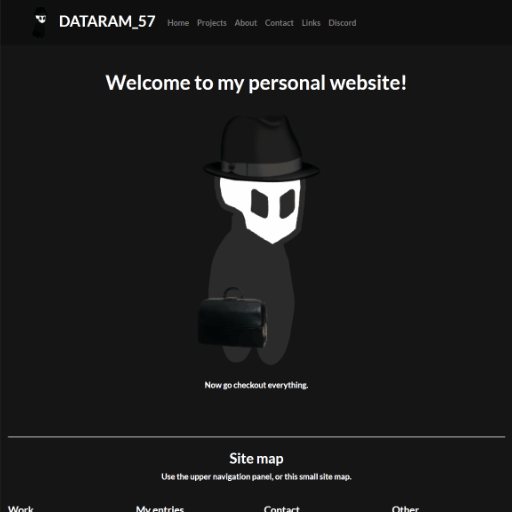 DATARAM_57 Home Projects About Contact Links Discord
Welcome to my personal website!
Now go checkout everything.
Site map
Use the upper navigation panel, or this small site map.
Work My entries Contact Other